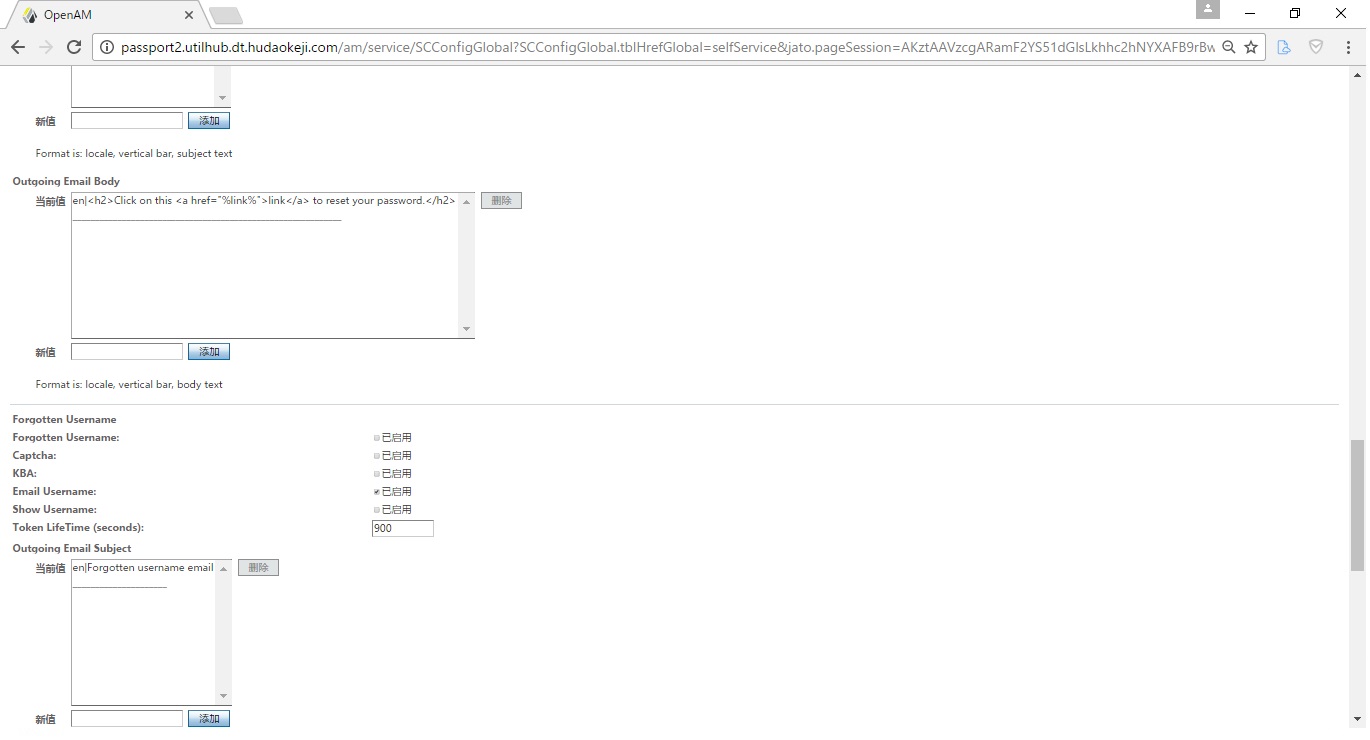 OpenAM
passport2.utilhub.dt.hudaokeji.com/am/service/SCConfigGlobal?SCConfigGlobal.tblHrefGlobal=selfService&jato.pageSession=AKztAAVzcgARamF2YS51dGlsLkhhc2hNYXAFB9rBw
新值 添加
Format is: locale, vertical bar, subject text
Outgoing Email Body
当前值 en|<h2>Click on this <a href="%link%">link</a> to reset your password.</h2> 删除
新值 添加
Format is: locale, vertical bar, body text
Forgotten Username
Forgotten Username: 已启用
Captcha: 已启用
KBA: 已启用
Email Username: 已启用
Show Username: 已启用
Token LifeTime (seconds): 900
Outgoing Email Subject
当前值 en|Forgotten username email 删除
新值 添加